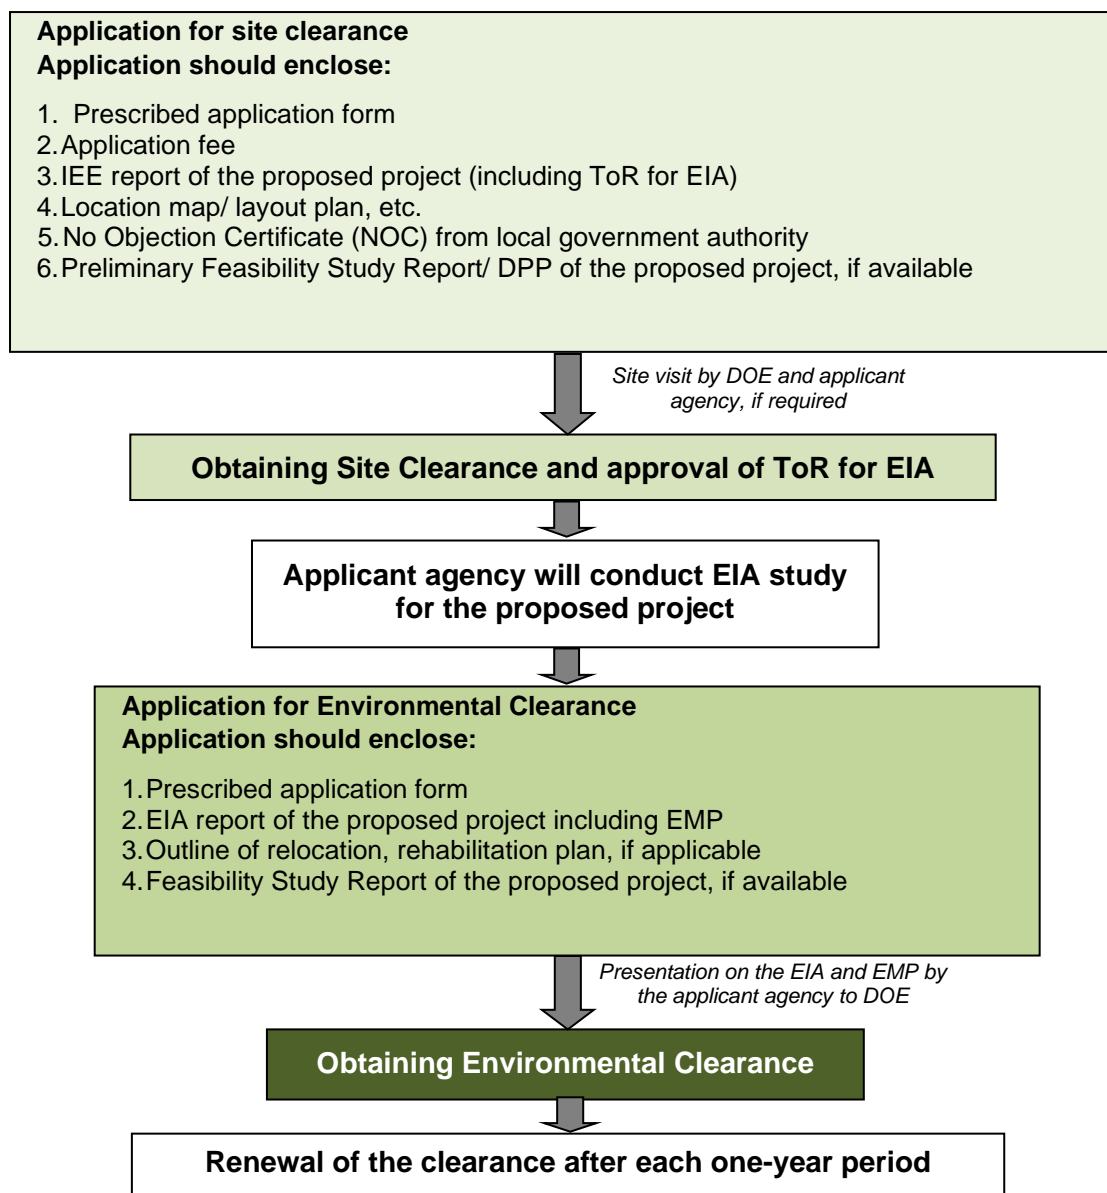 Application for site clearance
Application should enclose:
1. Prescribed application form
2.Application fee
3.IEE report of the proposed project (including ToR for EIA)
4.Location map/ layout plan, etc.
5.No Objection Certificate (NOC) from local government authority
6.Preliminary Feasibility Study Report/ DPP of the proposed project, if available
Site visit by DOE and applicant
agency, if required
Obtaining Site Clearance and approval of ToR for EIA
Applicant agency will conduct EIA study
for the proposed project
Application for Environmental Clearance
Application should enclose:
1.Prescribed application form
2.EIA report of the proposed project including EMP
3.Outline of relocation, rehabilitation plan, if applicable
4.Feasibility Study Report of the proposed project, if available
Presentation on the EIA and EMP by
the applicant agency to DOE
Obtaining Environmental Clearance
Renewal of the clearance after each one-year period